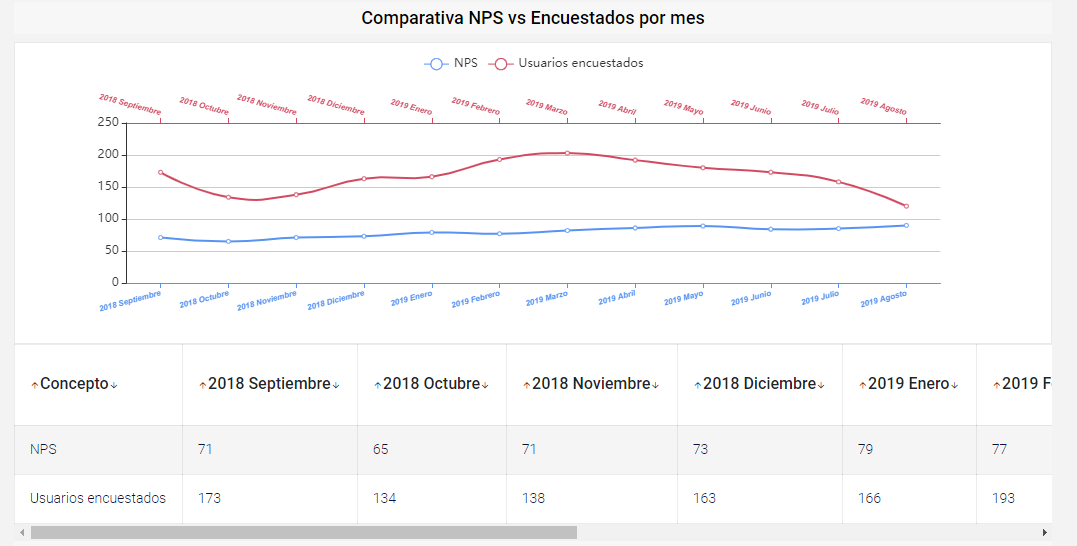 Comparativa NPS vs Encuestados por mes
NPS Usuarios encuestados
2018 Septiembre 2018 Octubre 2018 Noviembre 2018 Diciembre 2019 Enero 2019 Febrero 2019 Marzo 2019 Abril 2019 Mayo 2019 Junio 2019 Julio 2019 Agosto
250
200
150
100
50
0
2018 Septiembre 2018 Octubre 2018 Noviembre 2018 Diciembre 2019 Enero 2019 Febrero 2019 Marzo 2019 Abril 2019 Mayo 2019 Junio 2019 Julio 2019 Agosto
↑Concepto↓ ↑2018 Septiembre↓ ↑2018 Octubre↓ ↑2018 Noviembre↓ ↑2018 Diciembre↓ ↑2019 Enero↓ ↑2019 F
NPS 71 65 71 73 79 77
Usuarios encuestados 173 134 138 163 166 193